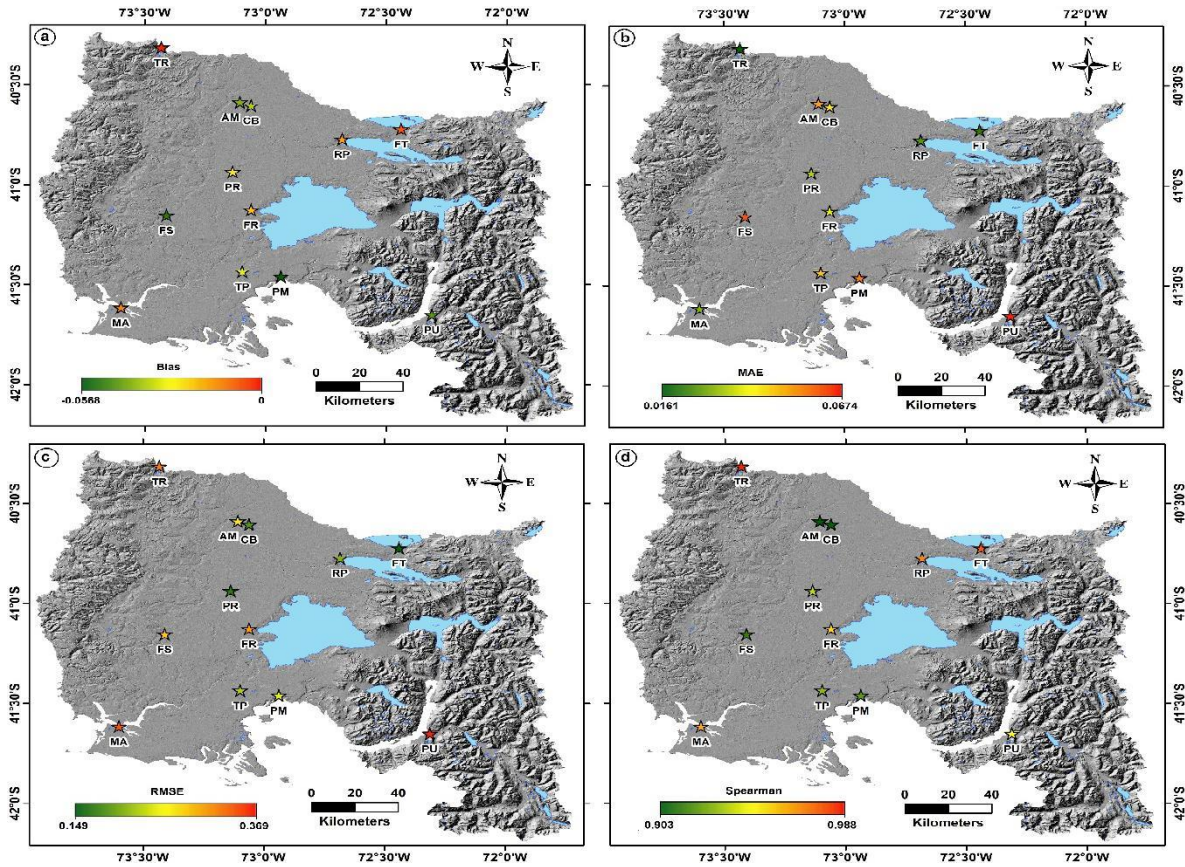 73°30'W 73°0'W 72°30'W 72°0'W 73°30'W 73°0'W 72°30'W 72°0'W
a
N
W E
S
TR
AM
CB
FT
RP
PR
FS
FR
TP
PM
MA
PU
Bias
-0.0568 0
0 20 40
Kilometers
40°30'S
41°0'S
41°30'S
42°0'S
b
N
W E
S
TR
AM
CB
FT
RP
PR
FS
FR
TP
PM
MA
PU
MAE
0.0161 0.0674
0 20 40
Kilometers
40°30'S
41°0'S
41°30'S
42°0'S
c
N
W E
S
TR
AM
CB
FT
RP
PR
FS
FR
TP
PM
MA
PU
RMSE
0.149 0.369
0 20 40
Kilometers
40°30'S
41°0'S
41°30'S
42°0'S
d
N
W E
S
TR
AM
CB
FT
RP
PR
FS
FR
TP
PM
MA
PU
Spearman
0.903 0.988
0 20 40
Kilometers
40°30'S
41°0'S
41°30'S
42°0'S
73°30'W 73°0'W 72°30'W 72°0'W 73°30'W 73°0'W 72°30'W 72°0'W